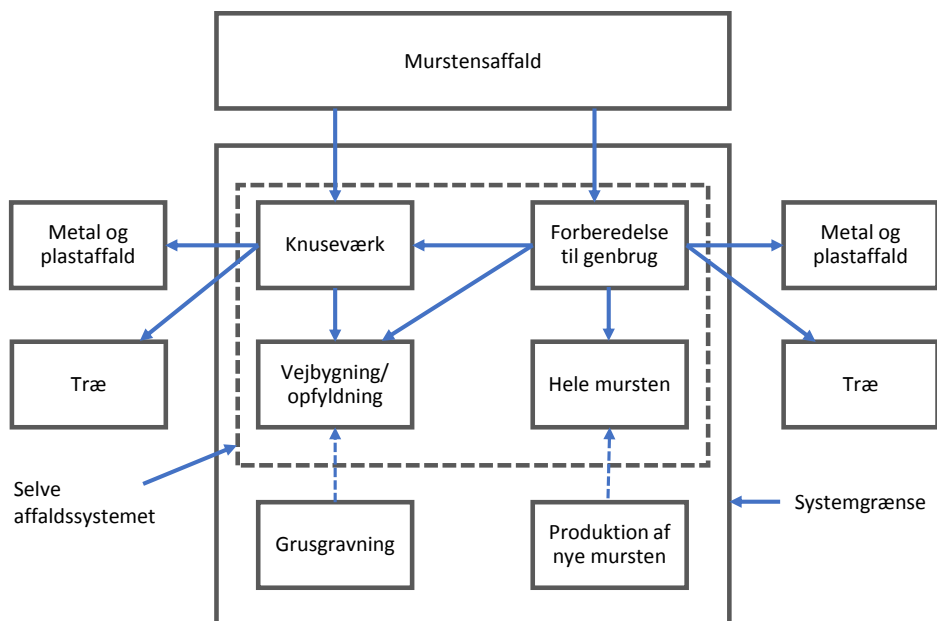 Murstensaffald
Metal og
plastaffald
Knuseværk
Forberedelse
til genbrug
Metal og
plastaffald
Træ
Vejbygning/
opfyldning
Hele mursten
Træ
Selve
affaldssystemet
Grusgravning
Produktion af
nye mursten
Systemgrænse